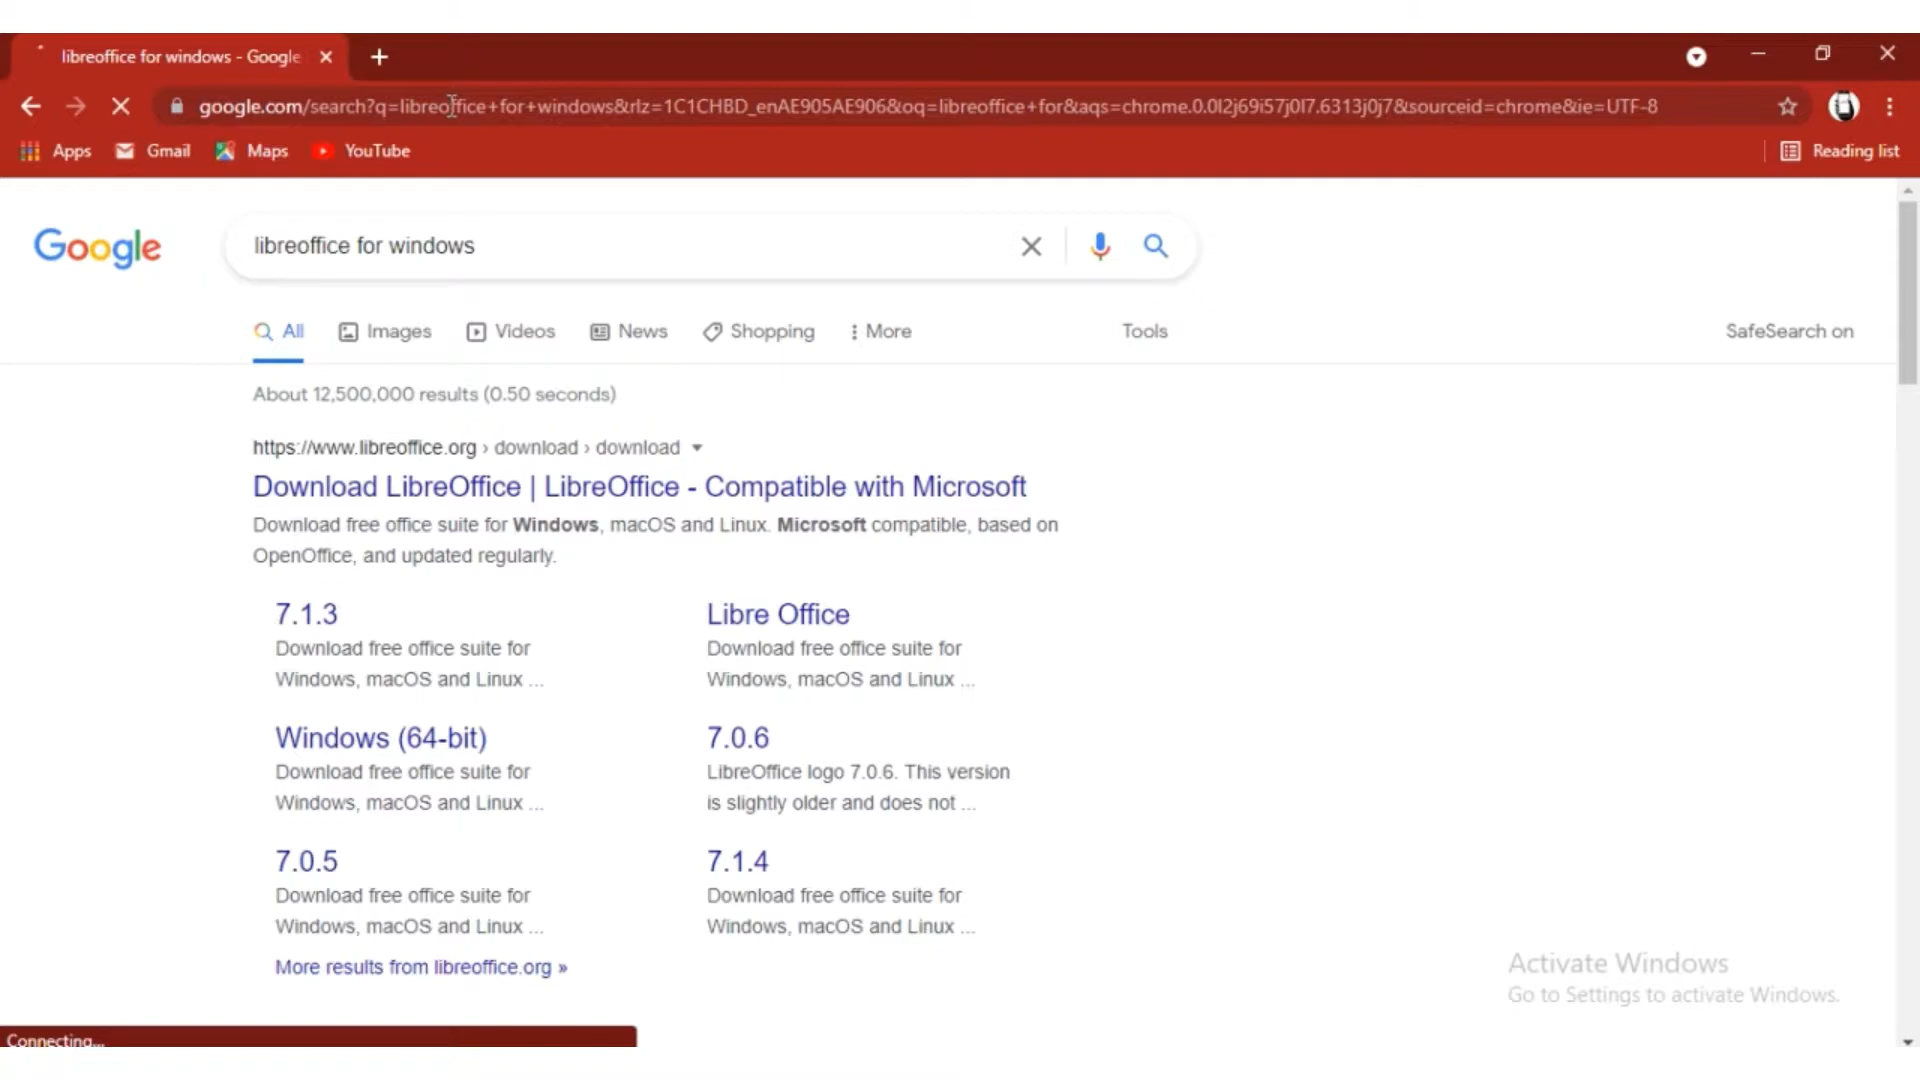 libreoffice for windows - Google
google.com/search?q=libreoffice+for+windows&rlz=1C1CHBD_enAE905AE906&oq=libreoffice+for&aqs=chrome.0.0l2j69i57j0l7.6313j0j7&sourceid=chrome&ie=UTF-8
Apps Gmail Maps YouTube Reading list
Google libreoffice for windows
All Images Videos News Shopping More Tools SafeSearch on
About 12,500,000 results (0.50 seconds)
https://www.libreoffice.org › download › download
Download LibreOffice | LibreOffice - Compatible with Microsoft
Download free office suite for Windows, macOS and Linux. Microsoft compatible, based on
OpenOffice, and updated regularly.
7.1.3
Download free office suite for
Windows, macOS and Linux ...
Libre Office
Download free office suite for
Windows, macOS and Linux ...
Windows (64-bit)
Download free office suite for
Windows, macOS and Linux ...
7.0.6
LibreOffice logo 7.0.6. This version
is slightly older and does not ...
7.0.5
Download free office suite for
Windows, macOS and Linux ...
7.1.4
Download free office suite for
Windows, macOS and Linux ...
More results from libreoffice.org »
Activate Windows
Go to Settings to activate Windows.
Connecting...